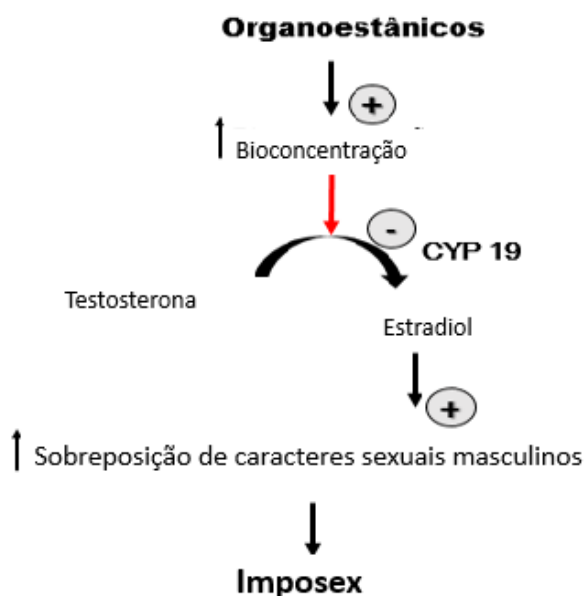 Organoestânicos
+
Bioconcentração
-
CYP 19
Testosterona
Estradiol
+
Sobreposição de caracteres sexuais masculinos
Imposex